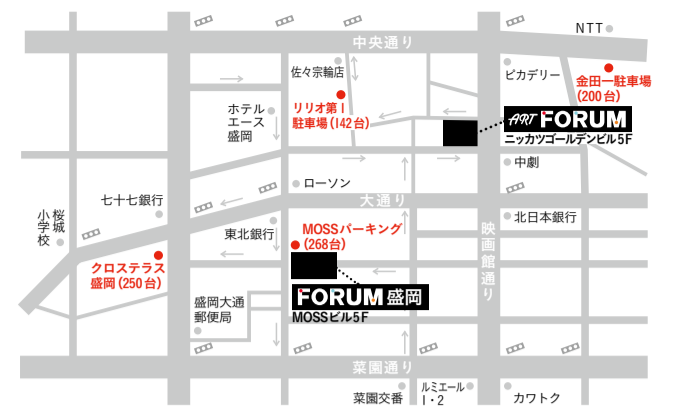 NTT
中央通り
佐々宗輪店
ピカデリー
金田一駐車場
(200台)
リリオ第1
駐車場(142台)
ホテル
エース
盛岡
ART FORUM
ニッカツゴールデンビル5F
中劇
ローソン
大通り
七十七銀行
桜城
小学校
東北銀行
MOSSパーキング
(268台)
映画館通り
北日本銀行
クロステラス
盛岡(250台)
FORUM盛岡
MOSSビル5F
盛岡大通
郵便局
菜園通り
菜園交番
ルミエール
1・2
カワトク